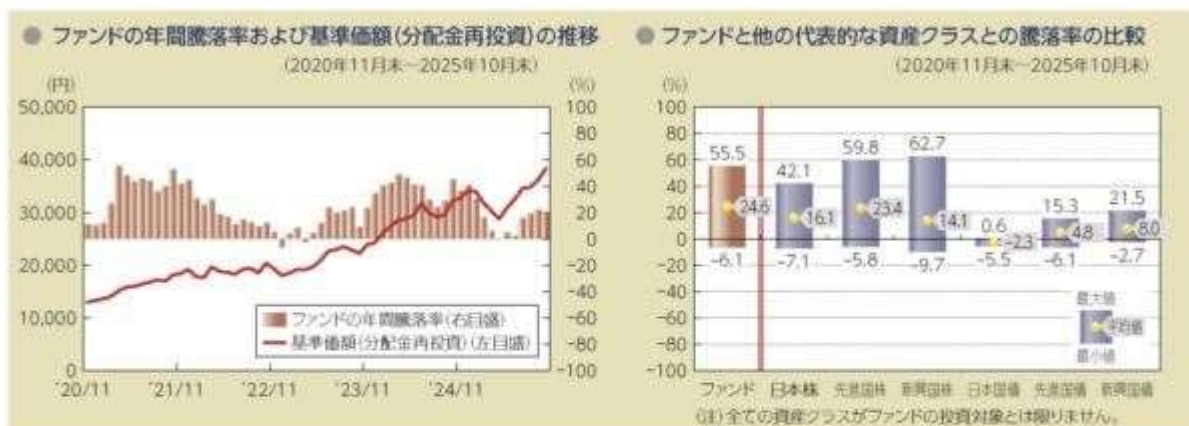 ● ファンドの年間騰落率および基準価額(分配金再投資)の推移
(2020年11月末～2025年10月末)
(円)
(%)
50,000
40,000
30,000
20,000
10,000
0
100
80
60
40
20
0
-20
-40
-60
-80
-100
ファンドの年間騰落率(右目盛)
基準価額(分配金再投資)(左目盛)
'20/11 '21/11 '22/11 '23/11 '24/11
● ファンドと他の代表的な資産クラスとの騰落率の比較
(2020年11月末～2025年10月末)
(%)
100
80
60
40
20
0
-20
-40
-60
-80
-100
55.5 42.1 59.8 62.7 0.6 15.3 21.5
24.6 16.1 23.4 14.1 -2.3 4.8 8.0
-6.1 -7.1 -5.8 -9.7 -5.5 -6.1 -2.7
最大値
平均値
最小値
ファンド 日本株 先進国株 新興国株 日本国債 先進国債 新興国債
(注)全ての資産クラスがファンドの投資対象とは限りません。